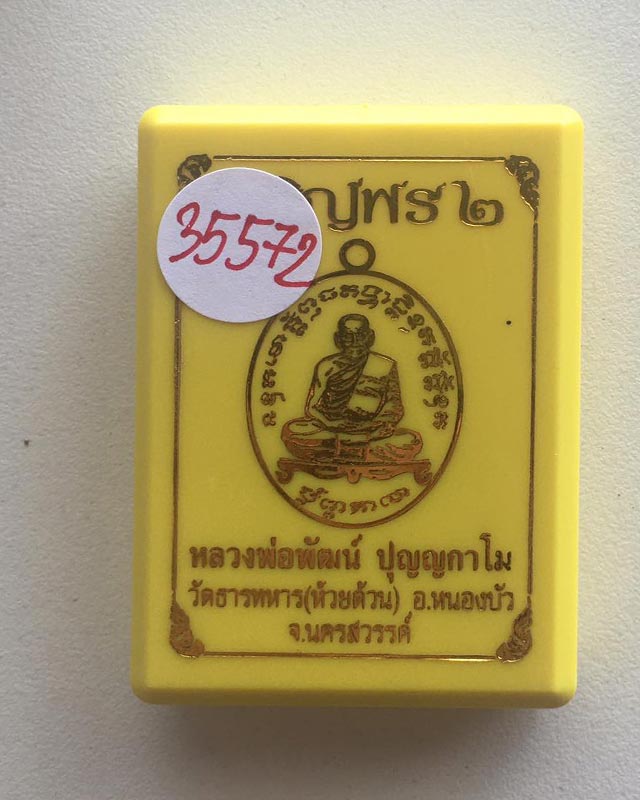 ญพร ๒
35572
หลวงพ่อพัฒน์ ปุญญกาโม
วัดธารทหาร(ห้วยด้วน) อ.หนองบัว
จ.นครสวรรค์